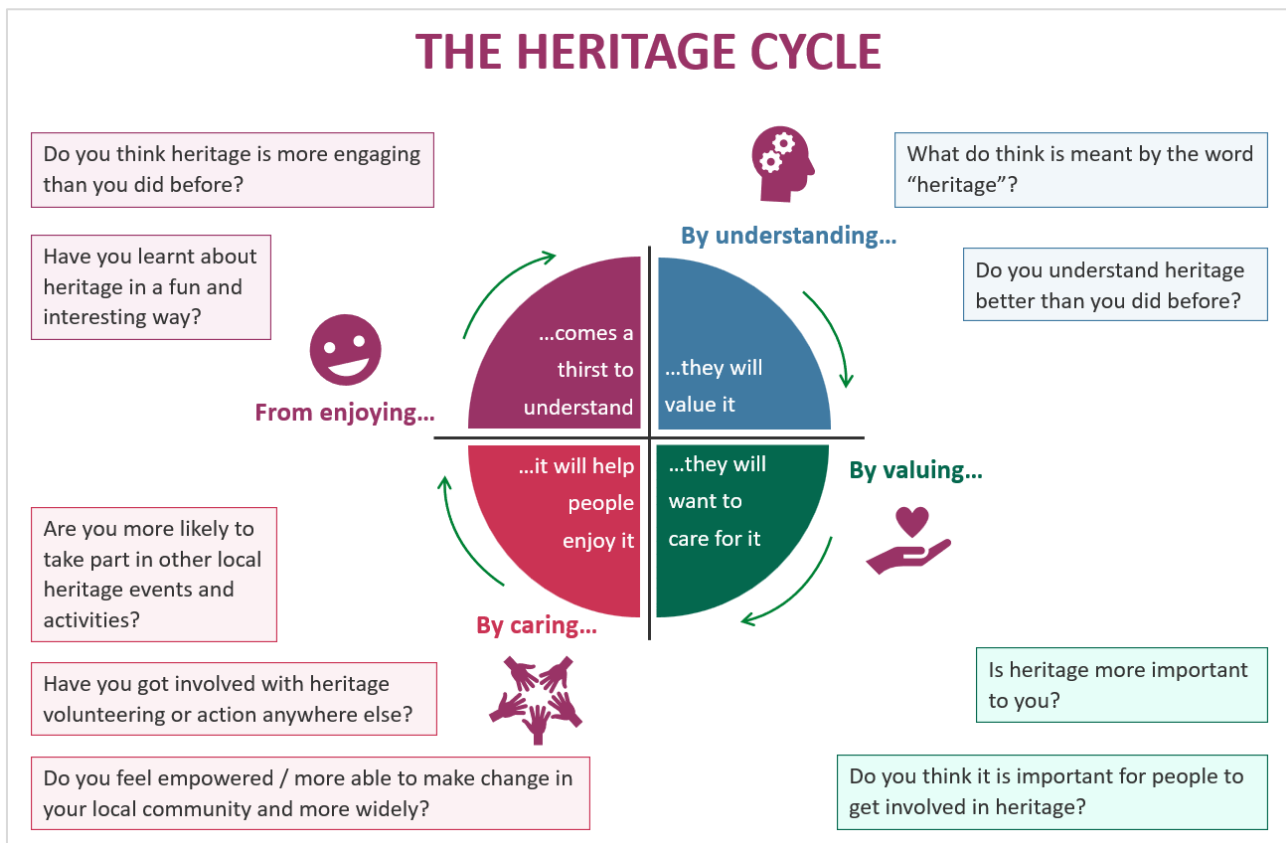 THE HERITAGE CYCLE
Do you think heritage is more engaging
than you did before?
Have you learnt about
heritage in a fun and
interesting way?
From enjoying…
…comes a
thirst to
understand
By understanding…
…they will
value it
What do think is meant by the word
“heritage”?
Do you understand heritage
better than you did before?
By valuing…
…they will
want to
care for it
Is heritage more important
to you?
Do you think it is important for people to
get involved in heritage?
By caring…
…it will help
people
enjoy it
Are you more likely to
take part in other local
heritage events and
activities?
Have you got involved with heritage
volunteering or action anywhere else?
Do you feel empowered / more able to make change in
your local community and more widely?